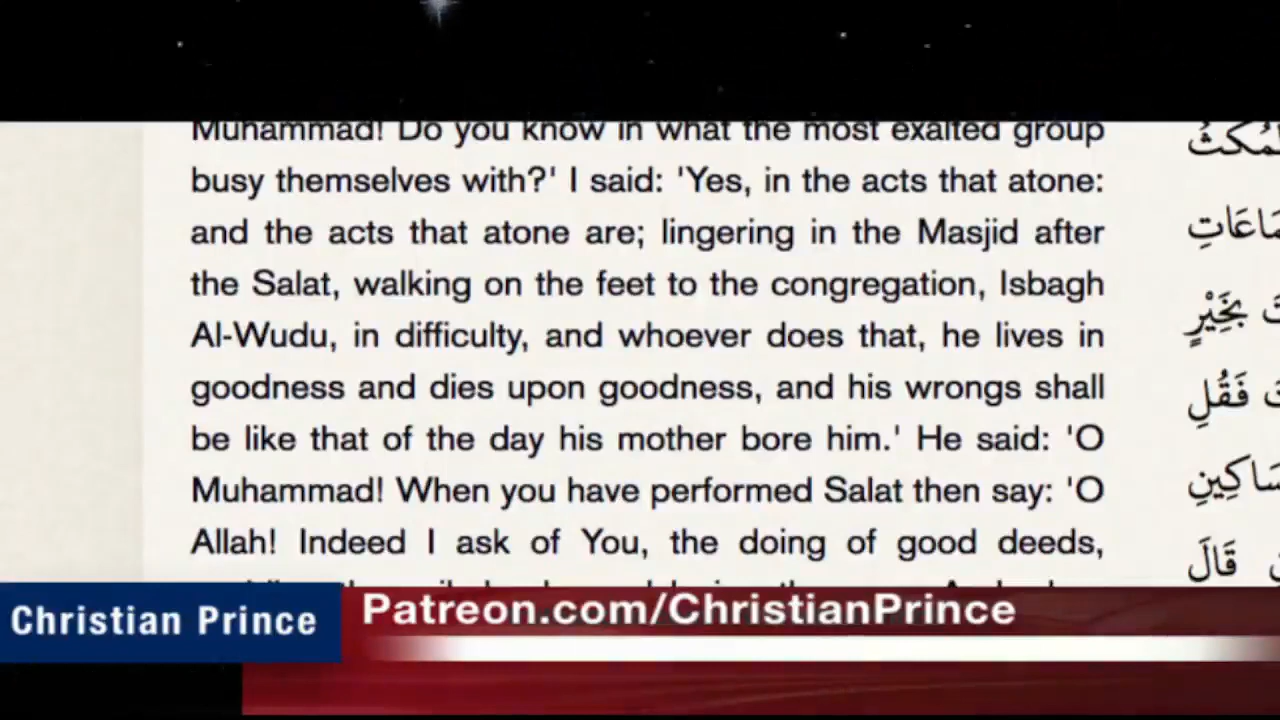 Muhammad! Do you know in what the most exalted group
busy themselves with?' I said: 'Yes, in the acts that atone:
and the acts that atone are; lingering in the Masjid after
the Salat, walking on the feet to the congregation, Isbagh
Al-Wudu, in difficulty, and whoever does that, he lives in
goodness and dies upon goodness, and his wrongs shall
be like that of the day his mother bore him.' He said: 'O
Muhammad! When you have performed Salat then say: 'O
Allah! Indeed I ask of You, the doing of good deeds,
بِخَيْرٍ
فَقُلِ
قَالَ
Christian Prince
Patreon.com/ChristianPrince